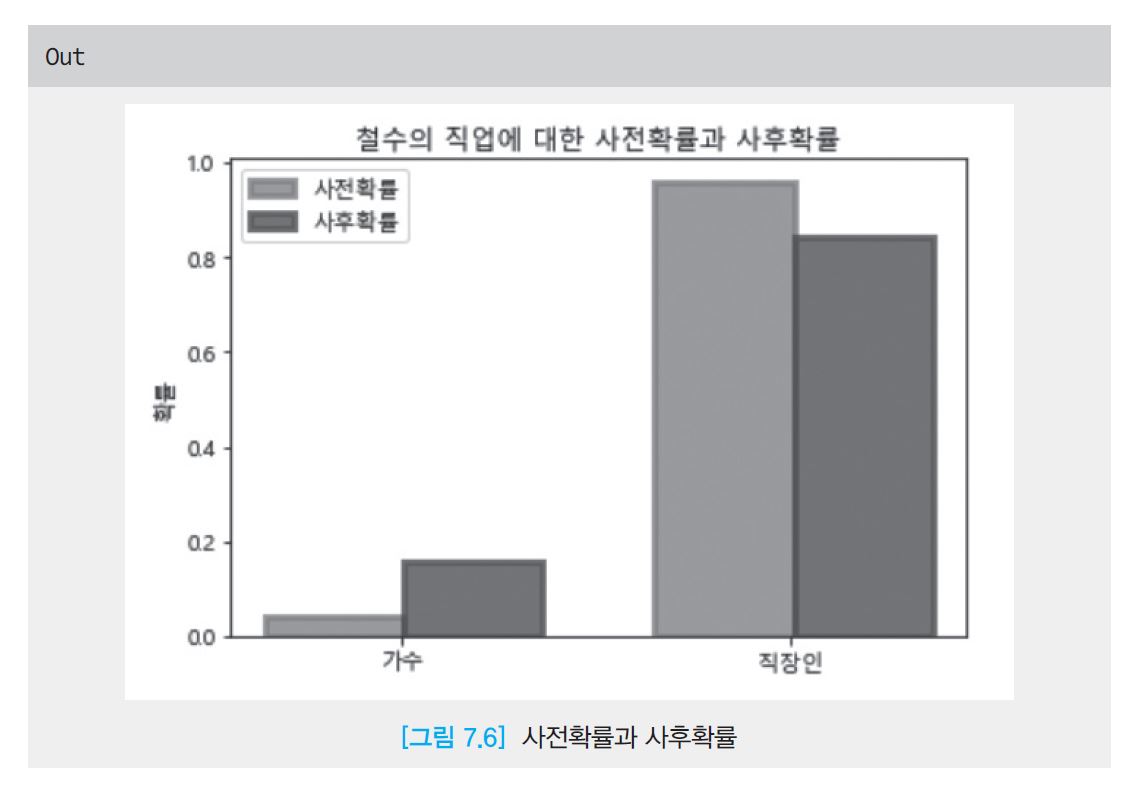 Out
철수의 직업에 대한 사전확률과 사후확률
1.0
0.8
0.6
0.4
0.2
0.0
확률
사전확률
사후확률
가수
직장인
[그림 7.6] 사전확률과 사후확률